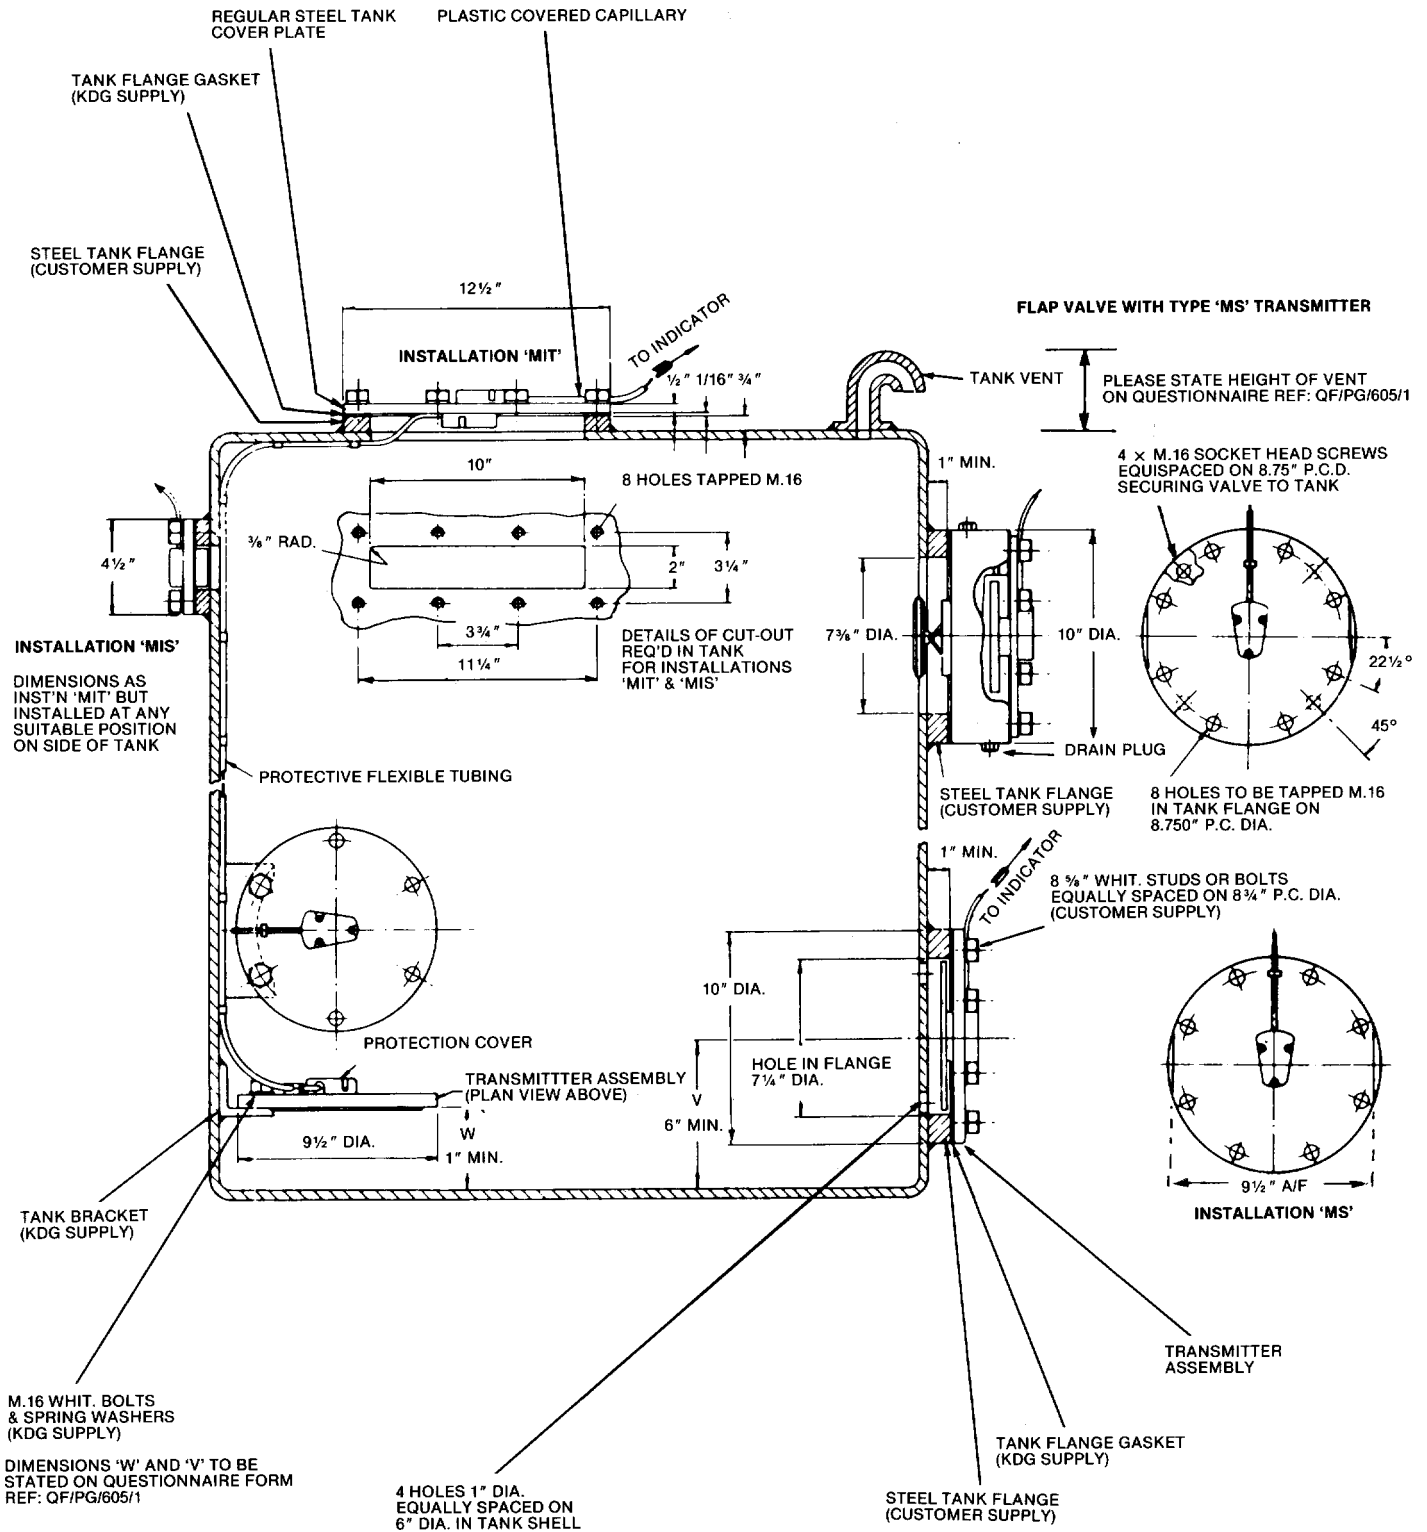 REGULAR STEEL TANK
COVER PLATE
PLASTIC COVERED CAPILLARY
TANK FLANGE GASKET
(KDG SUPPLY)
STEEL TANK FLANGE
(CUSTOMER SUPPLY)
12½"
INSTALLATION 'MIT'
TO INDICATOR
½" 1/16" ¾"
FLAP VALVE WITH TYPE 'MS' TRANSMITTER
TANK VENT
PLEASE STATE HEIGHT OF VENT
ON QUESTIONNAIRE REF: QF/PG/605/1
4 × M.16 SOCKET HEAD SCREWS
EQUISPACED ON 8.75" P.C.D.
SECURING VALVE TO TANK
1" MIN.
10"
8 HOLES TAPPED M.16
⅜" RAD.
2"
3¼"
3¾"
11¼"
DETAILS OF CUT-OUT
REQ'D IN TANK
FOR INSTALLATIONS
'MIT' & 'MIS'
4½"
INSTALLATION 'MIS'
DIMENSIONS AS
INST'N 'MIT' BUT
INSTALLED AT ANY
SUITABLE POSITION
ON SIDE OF TANK
7⅜" DIA.
10" DIA.
22½°
45°
DRAIN PLUG
PROTECTIVE FLEXIBLE TUBING
STEEL TANK FLANGE
(CUSTOMER SUPPLY)
8 HOLES TO BE TAPPED M.16
IN TANK FLANGE ON
8.750" P.C. DIA.
1" MIN.
TO INDICATOR
8 ⅝" WHIT. STUDS OR BOLTS
EQUALLY SPACED ON 8¾" P.C. DIA.
(CUSTOMER SUPPLY)
10" DIA.
HOLE IN FLANGE
7¼" DIA.
V
6" MIN.
PROTECTION COVER
TRANSMITTTER ASSEMBLY
(PLAN VIEW ABOVE)
9½" DIA.
W
1" MIN.
9½" A/F
INSTALLATION 'MS'
TANK BRACKET
(KDG SUPPLY)
TRANSMITTER
ASSEMBLY
M.16 WHIT. BOLTS
& SPRING WASHERS
(KDG SUPPLY)
DIMENSIONS 'W' AND 'V' TO BE
STATED ON QUESTIONNAIRE FORM
REF: QF/PG/605/1
TANK FLANGE GASKET
(KDG SUPPLY)
4 HOLES 1" DIA.
EQUALLY SPACED ON
6" DIA. IN TANK SHELL
STEEL TANK FLANGE
(CUSTOMER SUPPLY)